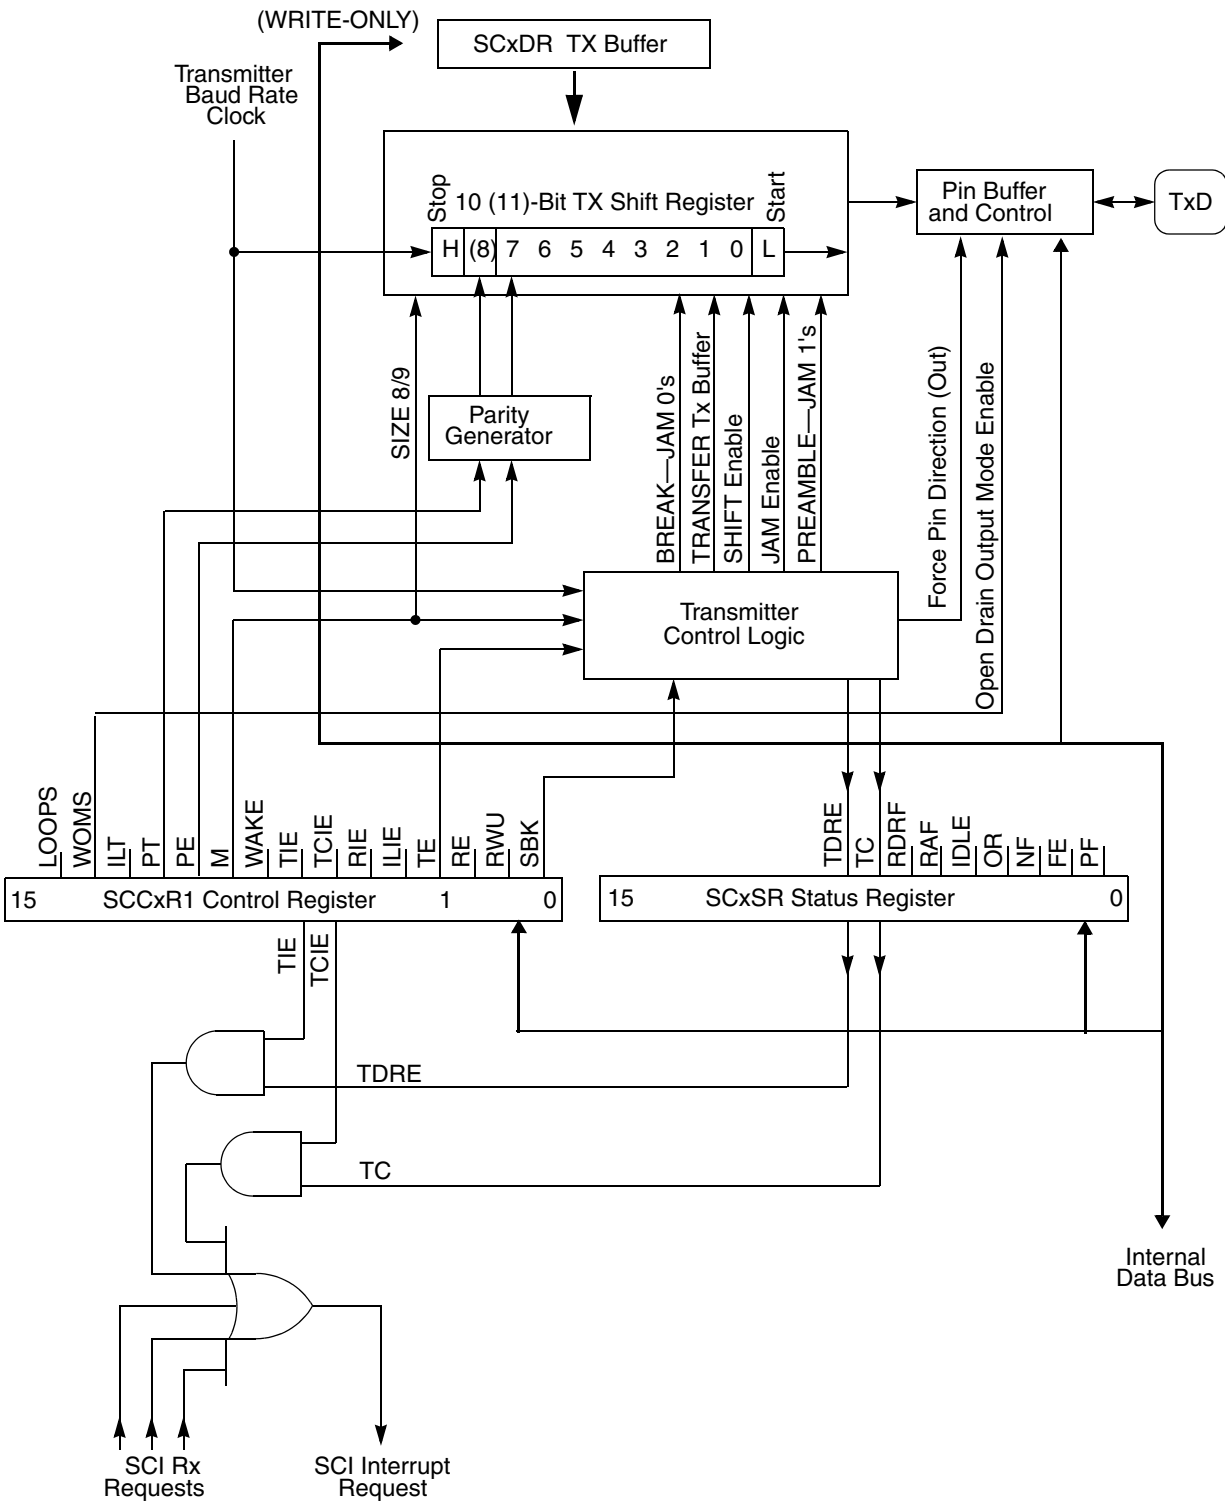 (WRITE-ONLY)
SCxDR TX Buffer
Transmitter
Baud Rate
Clock
Stop
10 (11)-Bit TX Shift Register
Start
H (8) 7 6 5 4 3 2 1 0 L
Pin Buffer
and Control
TxD
SIZE 8/9
Parity
Generator
BREAK—JAM 0's
TRANSFER Tx Buffer
SHIFT Enable
JAM Enable
PREAMBLE—JAM 1's
Force Pin Direction (Out)
Open Drain Output Mode Enable
Transmitter
Control Logic
LOOPS
WOMS
ILT
PT
PE
M
WAKE
TIE
TCIE
RIE
ILIE
TE
RE
RWU
SBK
TDRE
TC
RDRF
RAF
IDLE
OR
NF
FE
PF
15 SCCxR1 Control Register 1 0
15 SCxSR Status Register 0
TIE
TCIE
TDRE
TC
Internal
Data Bus
SCI Rx
Requests
SCI Interrupt
Request